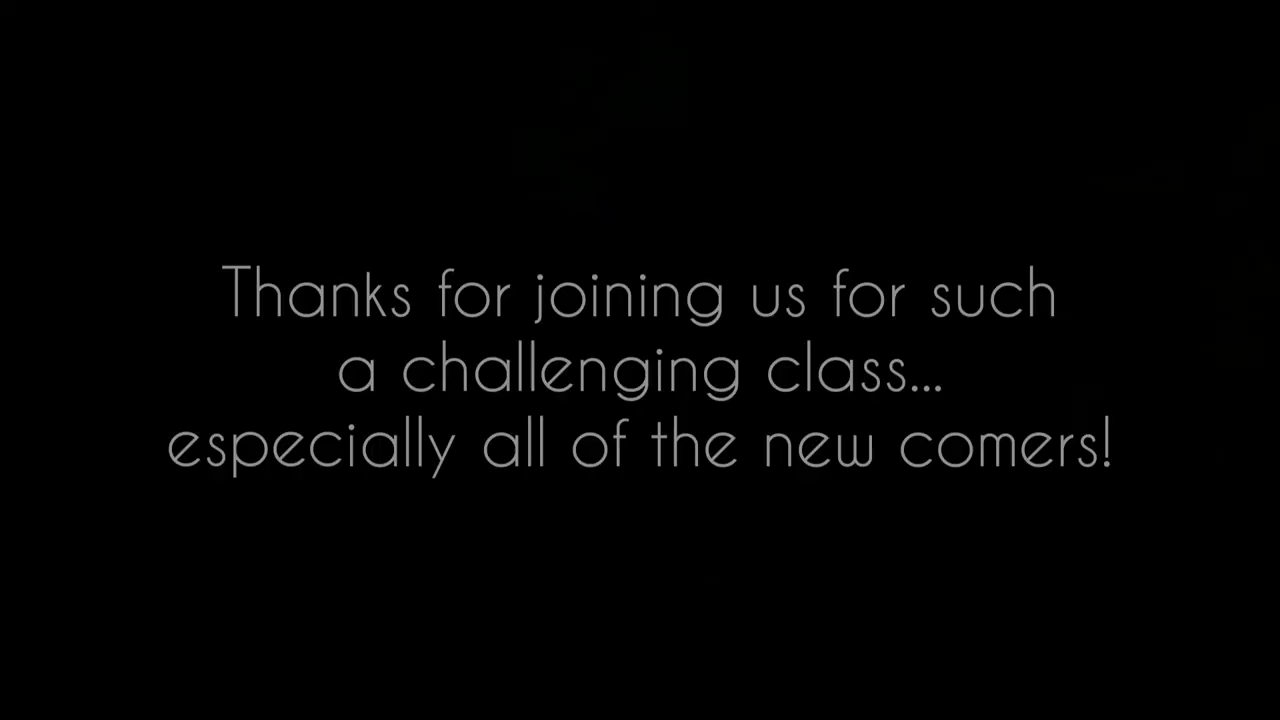 Thanks for joining us for such
a challenging class...
especially all of the new comers!